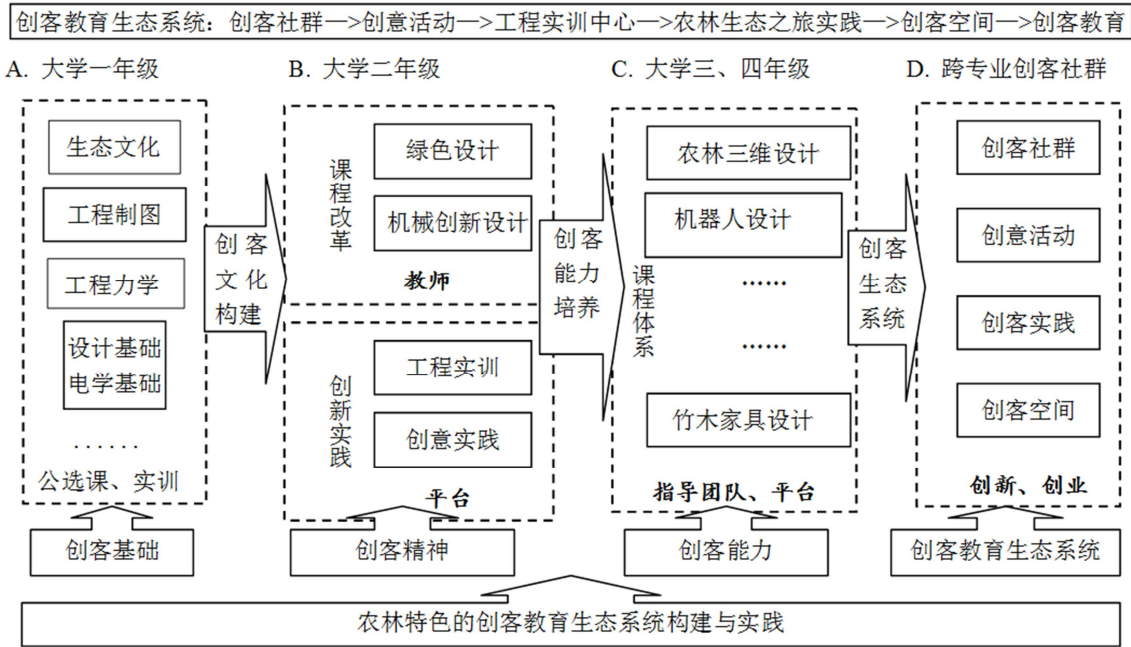 创客教育生态系统：创客社群—>创意活动—>工程实训中心—>农林生态之旅实践—>创客空间—>创客教育
A. 大学一年级
生态文化
工程制图
工程力学
设计基础
电学基础
......
公选课、实训
创客
文化
构建
B. 大学二年级
课程改革
绿色设计
机械创新设计
教师
创新实践
工程实训
创意实践
平台
创客
能力
培养
C. 大学三、四年级
课程体系
农林三维设计
机器人设计
……
……
竹木家具设计
指导团队、平台
创客
生态
系统
D. 跨专业创客社群
创客社群
创意活动
创客实践
创客空间
创新、创业
创客基础
创客精神
创客能力
创客教育生态系统
农林特色的创客教育生态系统构建与实践